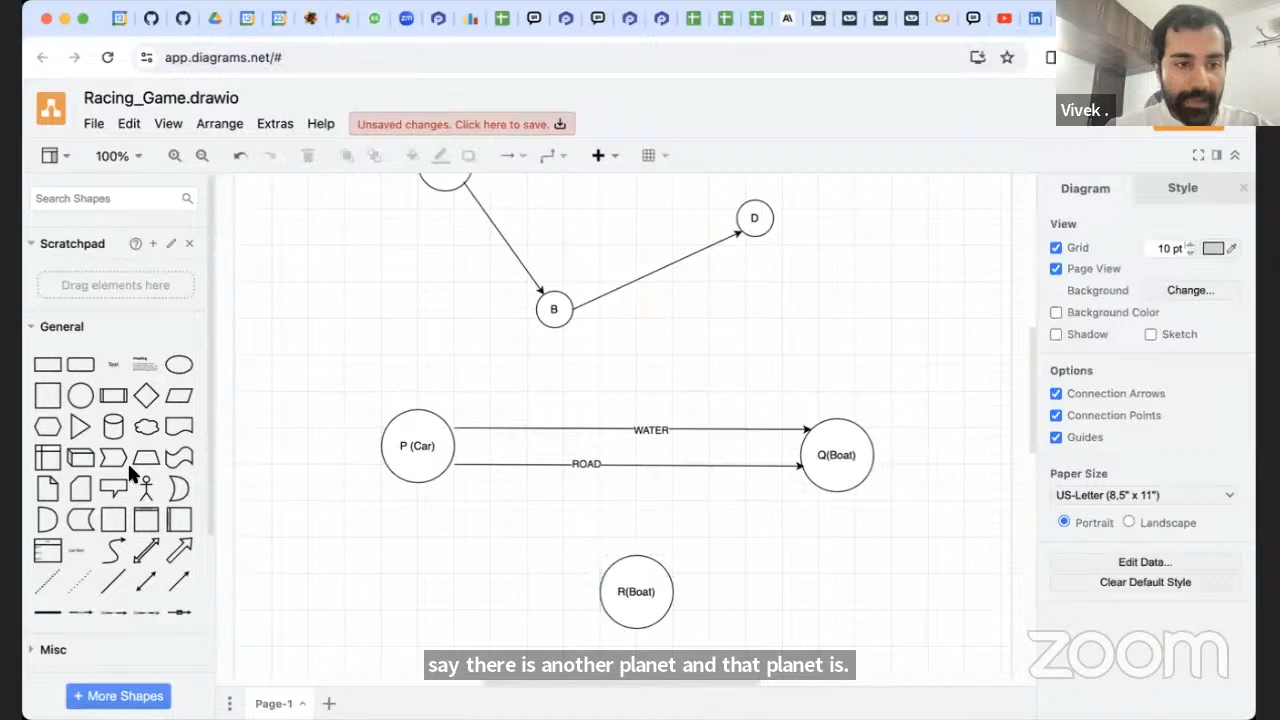 app.diagrams.net/#
Vivek .
Racing_Game.drawio
File Edit View Arrange Extras Help
Unsaved changes. Click here to save.
100%
Search Shapes
Scratchpad
Drag elements here
General
Text
Heading
Misc
+ More Shapes
D
B
P (Car)
WATER
ROAD
Q(Boat)
R(Boat)
say there is another planet and that planet is.
Page-1
Diagram Style
View
Grid 10 pt
Page View
Background Change...
Background Color
Shadow Sketch
Options
Connection Arrows
Connection Points
Guides
Paper Size
US-Letter (8,5" x 11")
Portrait Landscape
Edit Data...
Clear Default Style
zoom